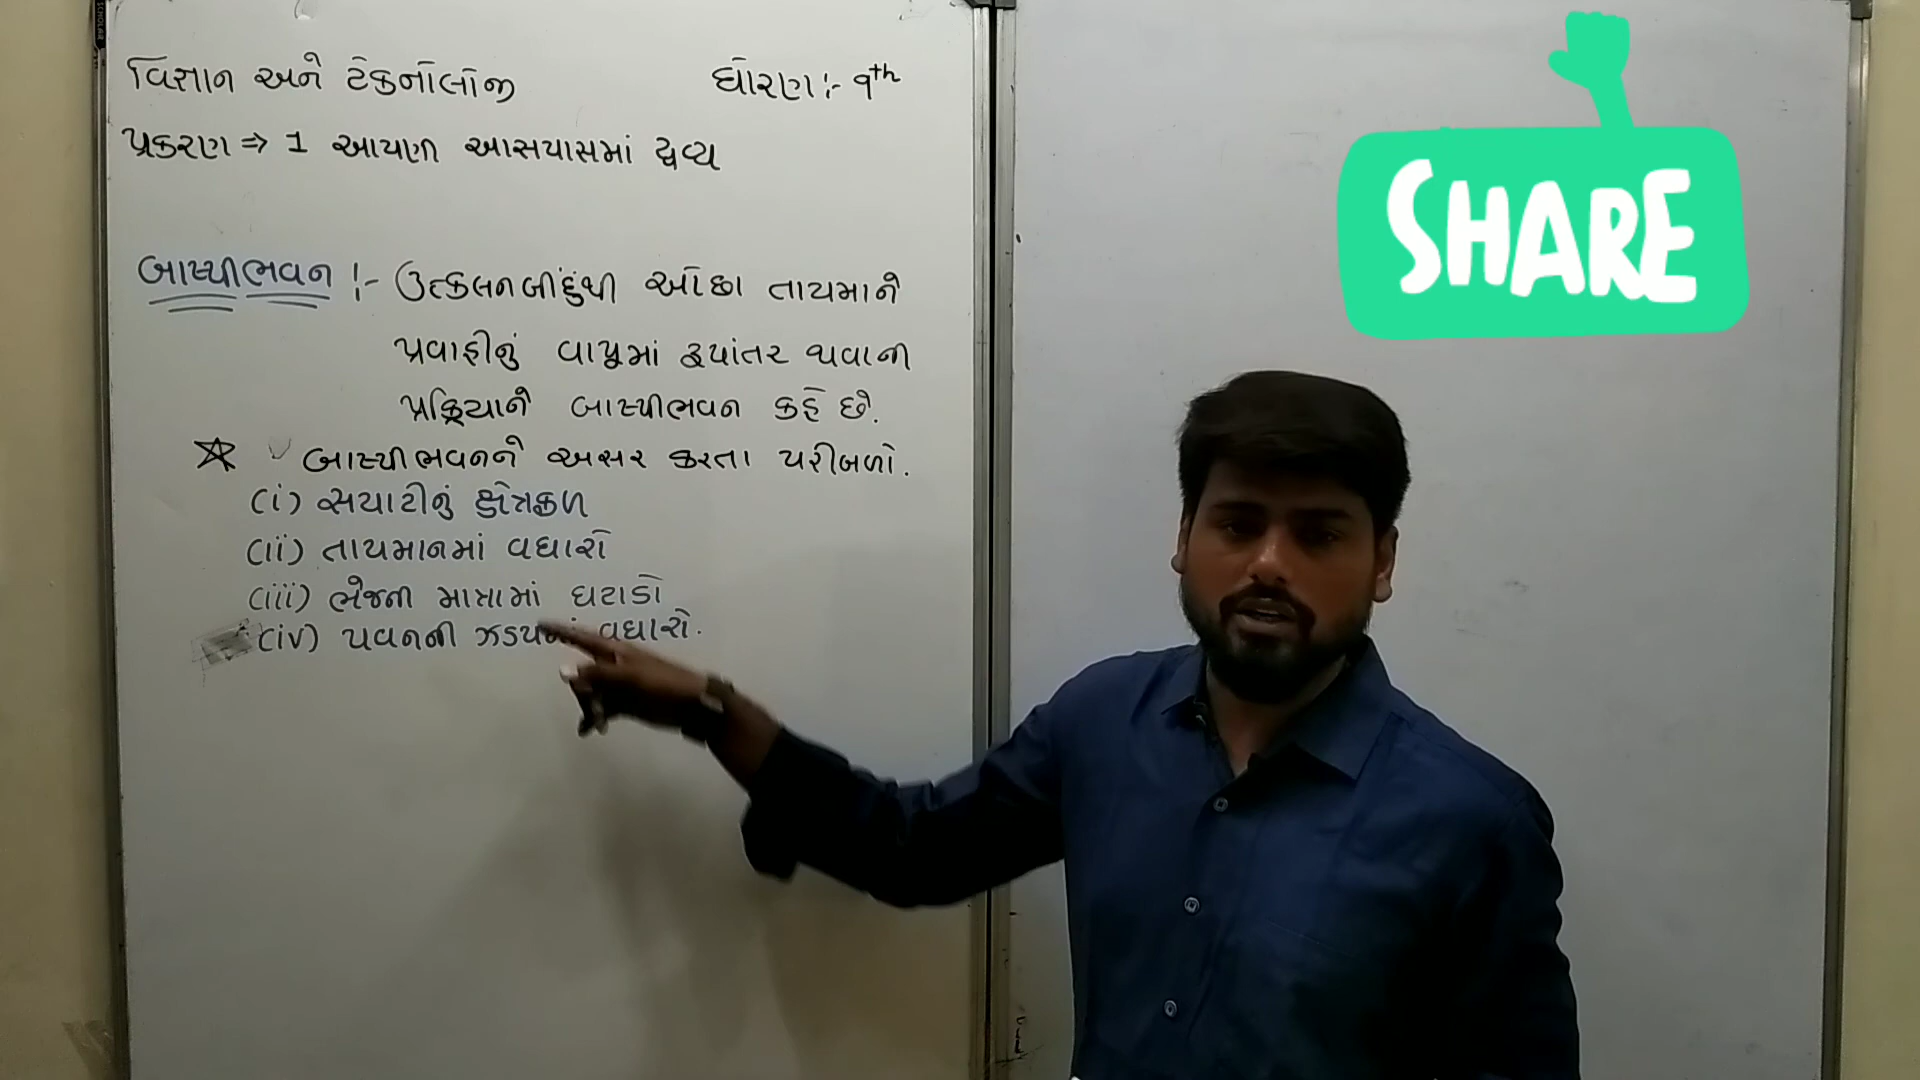 વિજ્ઞાન અને ટેકનોલોજી
ધોરણ :- 9th
પ્રકરણ ⇒ 1 આપણી આસપાસમાં દ્રવ્ય
બાષ્પીભવન :- ઉત્કલનબીંદુથી ઓછા તાપમાને
પ્રવાહીનું વાયુમાં રૂપાંતર થવાની
પ્રક્રિયાને બાષ્પીભવન કહે છે.
બાષ્પીભવનને અસર કરતા પરીબળો.
(i) સપાટીનું ક્ષેત્રફળ
(ii) તાપમાનમાં વધારો
(iii) ભેજની માત્રામાં ઘટાડો
(iv) પવનની ઝડપમાં વધારો.
SHARE
SCHOLAR